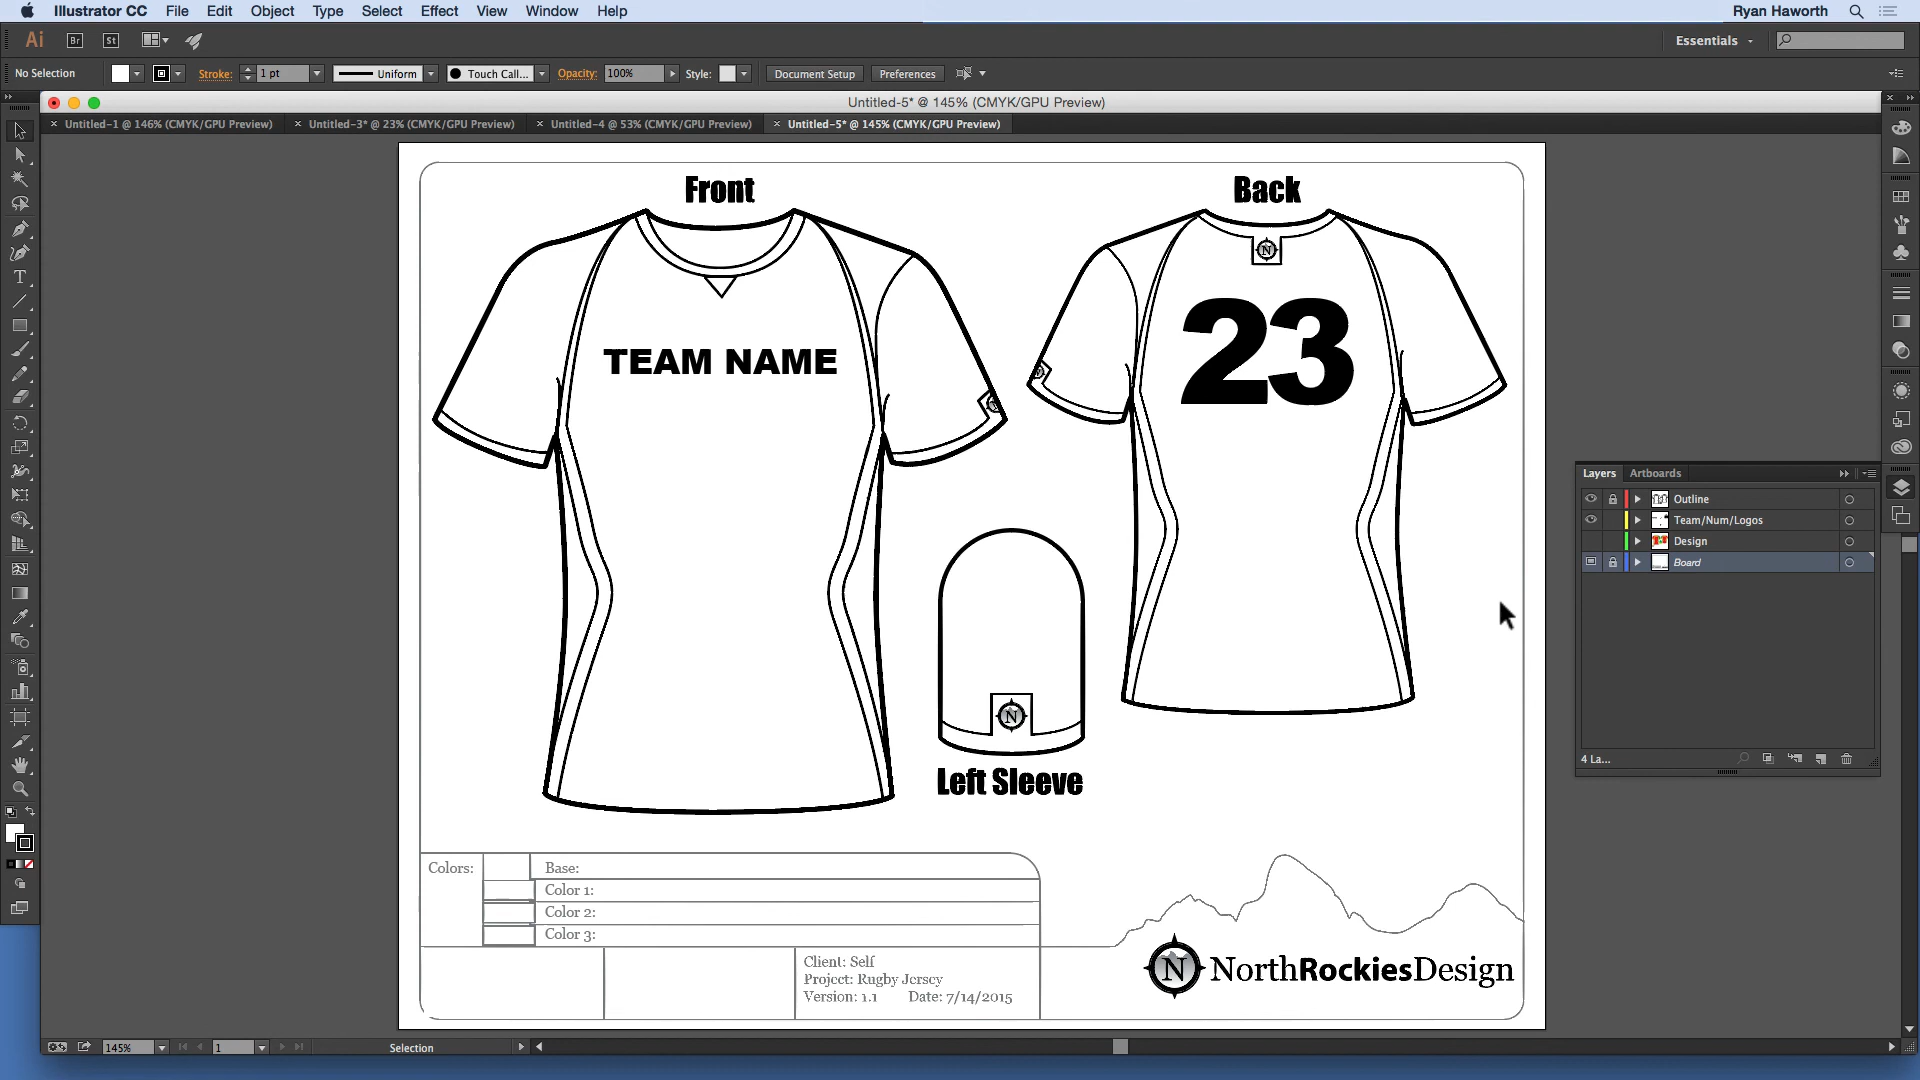 Illustrator CC File Edit Object Type Select Effect View Window Help Ryan Haworth
Ai Br St Essentials
No Selection Stroke: 1 pt Uniform Touch Call... Opacity: 100% Style: Document Setup Preferences
Untitled-5* @ 145% (CMYK/GPU Preview)
Untitled-1 @ 146% (CMYK/GPU Preview) Untitled-3* @ 23% (CMYK/GPU Preview) Untitled-4 @ 53% (CMYK/GPU Preview) Untitled-5* @ 145% (CMYK/GPU Preview)
Front Back
N
23
TEAM NAME
Layers Artboards
Outline
Team/Num/Logos
Design
Board
4 La...
N
Left Sleeve
Colors: Base:
Color 1:
Color 2:
Color 3:
Client: Self
Project: Rugby Jersey
Version: 1.1 Date: 7/14/2015
N NorthRockiesDesign
145% 1 Selection